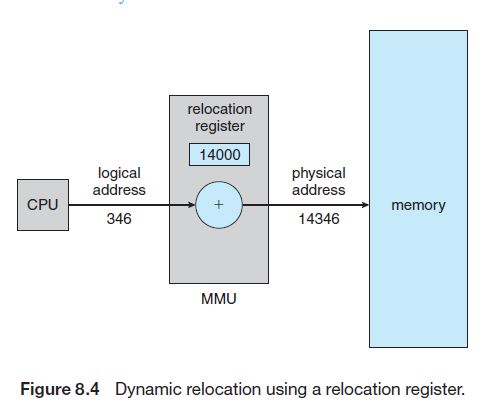 relocation
register
14000
logical
address
physical
address
CPU
+
memory
346
14346
MMU
Figure 8.4 Dynamic relocation using a relocation register.